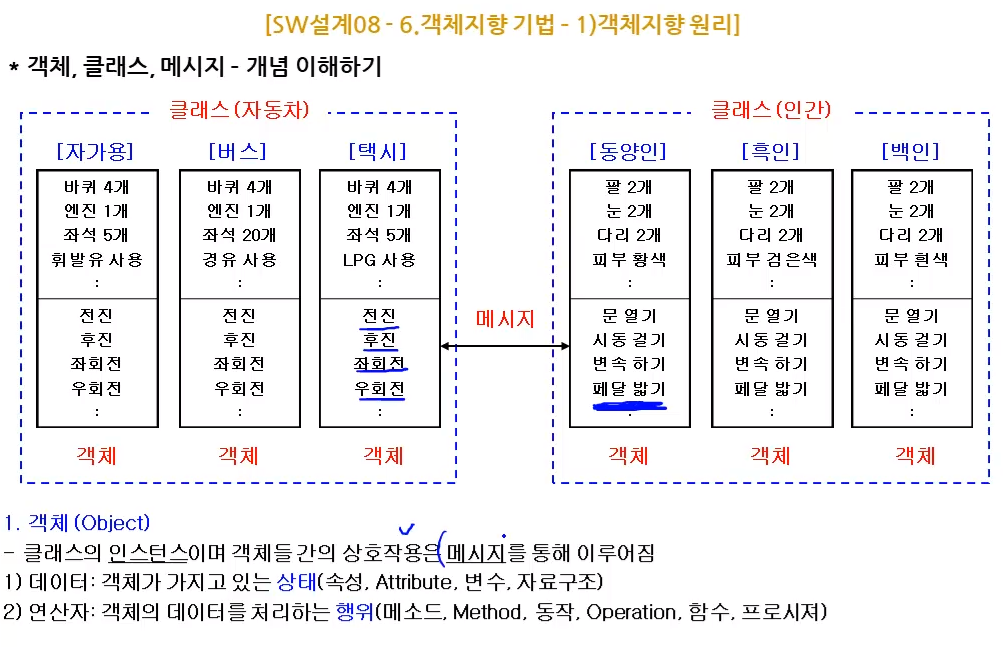 [SW설계08 - 6.객체지향 기법 - 1)객체지향 원리]
* 객체, 클래스, 메시지 - 개념 이해하기
클래스(자동차) 클래스(인간)
[자가용] [버스] [택시] [동양인] [흑인] [백인]
바퀴 4개 바퀴 4개 바퀴 4개 팔 2개 팔 2개 팔 2개
엔진 1개 엔진 1개 엔진 1개 눈 2개 눈 2개 눈 2개
좌석 5개 좌석 20개 좌석 5개 다리 2개 다리 2개 다리 2개
휘발유 사용 경유 사용 LPG 사용 피부 황색 피부 검은색 피부 흰색
: : : : : :
전진 전진 전진 메시지 문 열기 문 열기 문 열기
후진 후진 후진 시동 걸기 시동 걸기 시동 걸기
좌회전 좌회전 좌회전 변속 하기 변속 하기 변속 하기
우회전 우회전 우회전 페달 밟기 페달 밟기 페달 밟기
: : : : : :
객체 객체 객체 객체 객체 객체
1. 객체(Object)
- 클래스의 인스턴스이며 객체들 간의 상호작용은 메시지를 통해 이루어짐
1) 데이터: 객체가 가지고 있는 상태(속성, Attribute, 변수, 자료구조)
2) 연산자: 객체의 데이터를 처리하는 행위(메소드, Method, 동작, Operation, 함수, 프로시져)